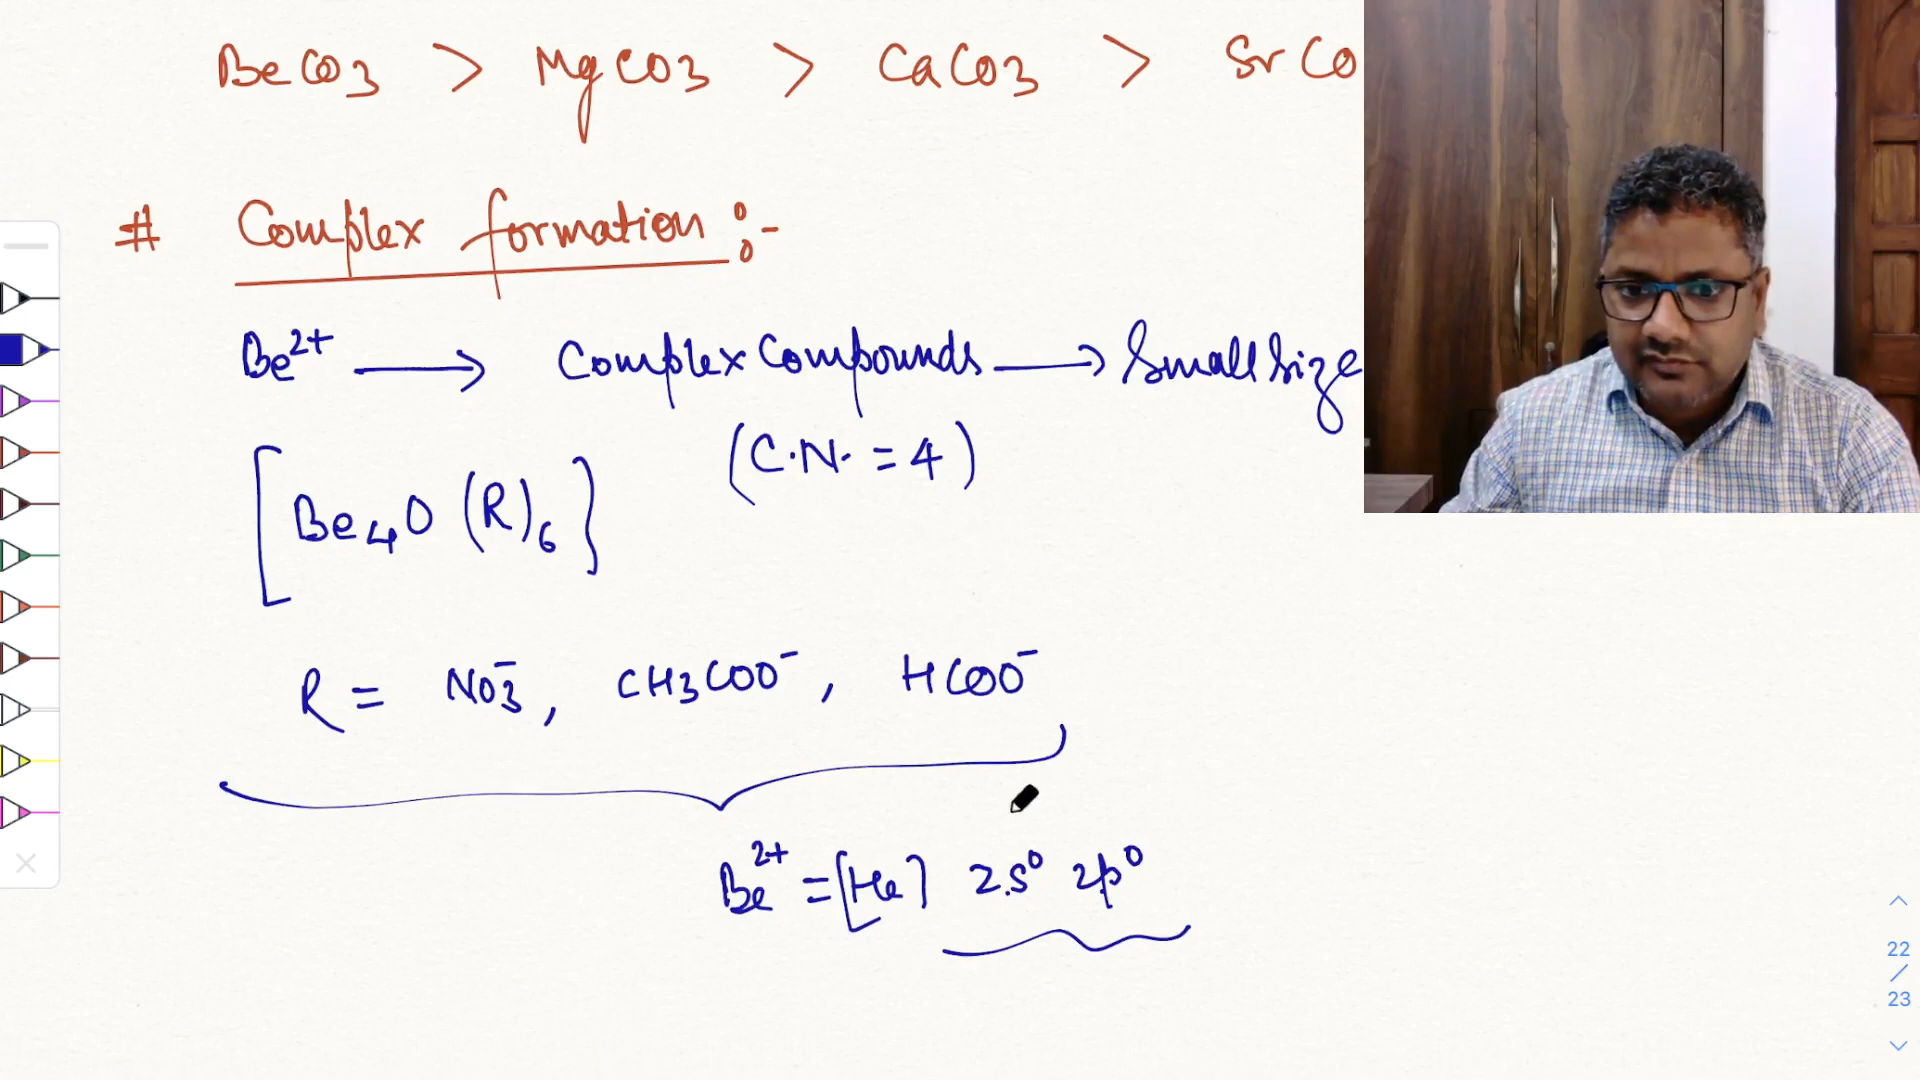 BeCO3 > MgCO3 > CaCO3 > SrCO
# Complex formation :-
Be²⁺ → Complex Compounds → Small Size
(C.N. = 4)
[Be₄O (R)₆]
R = NO₃⁻, CH₃COO⁻, HCOO⁻
Be²⁺ = [He] 2s⁰ 2p⁰
22
/
23